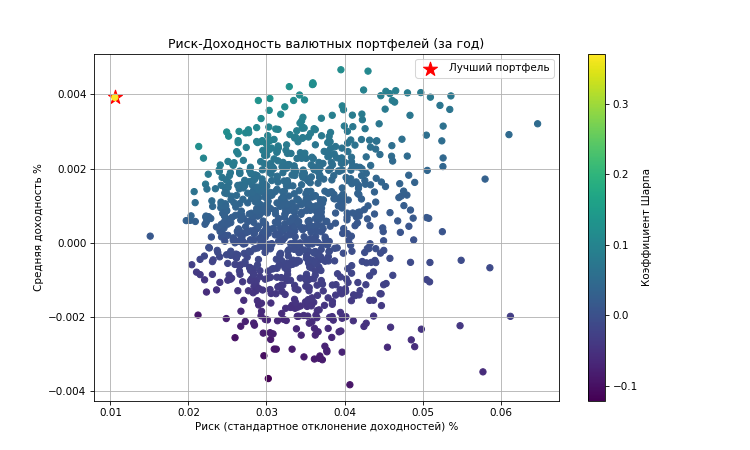 Риск-Доходность валютных портфелей (за год)
Лучший портфель
0.004
0.002
0.000
−0.002
−0.004
Средняя доходность %
0.01 0.02 0.03 0.04 0.05 0.06
Риск (стандартное отклонение доходностей) %
0.3
0.2
0.1
0.0
−0.1
Коэффициент Шарпа